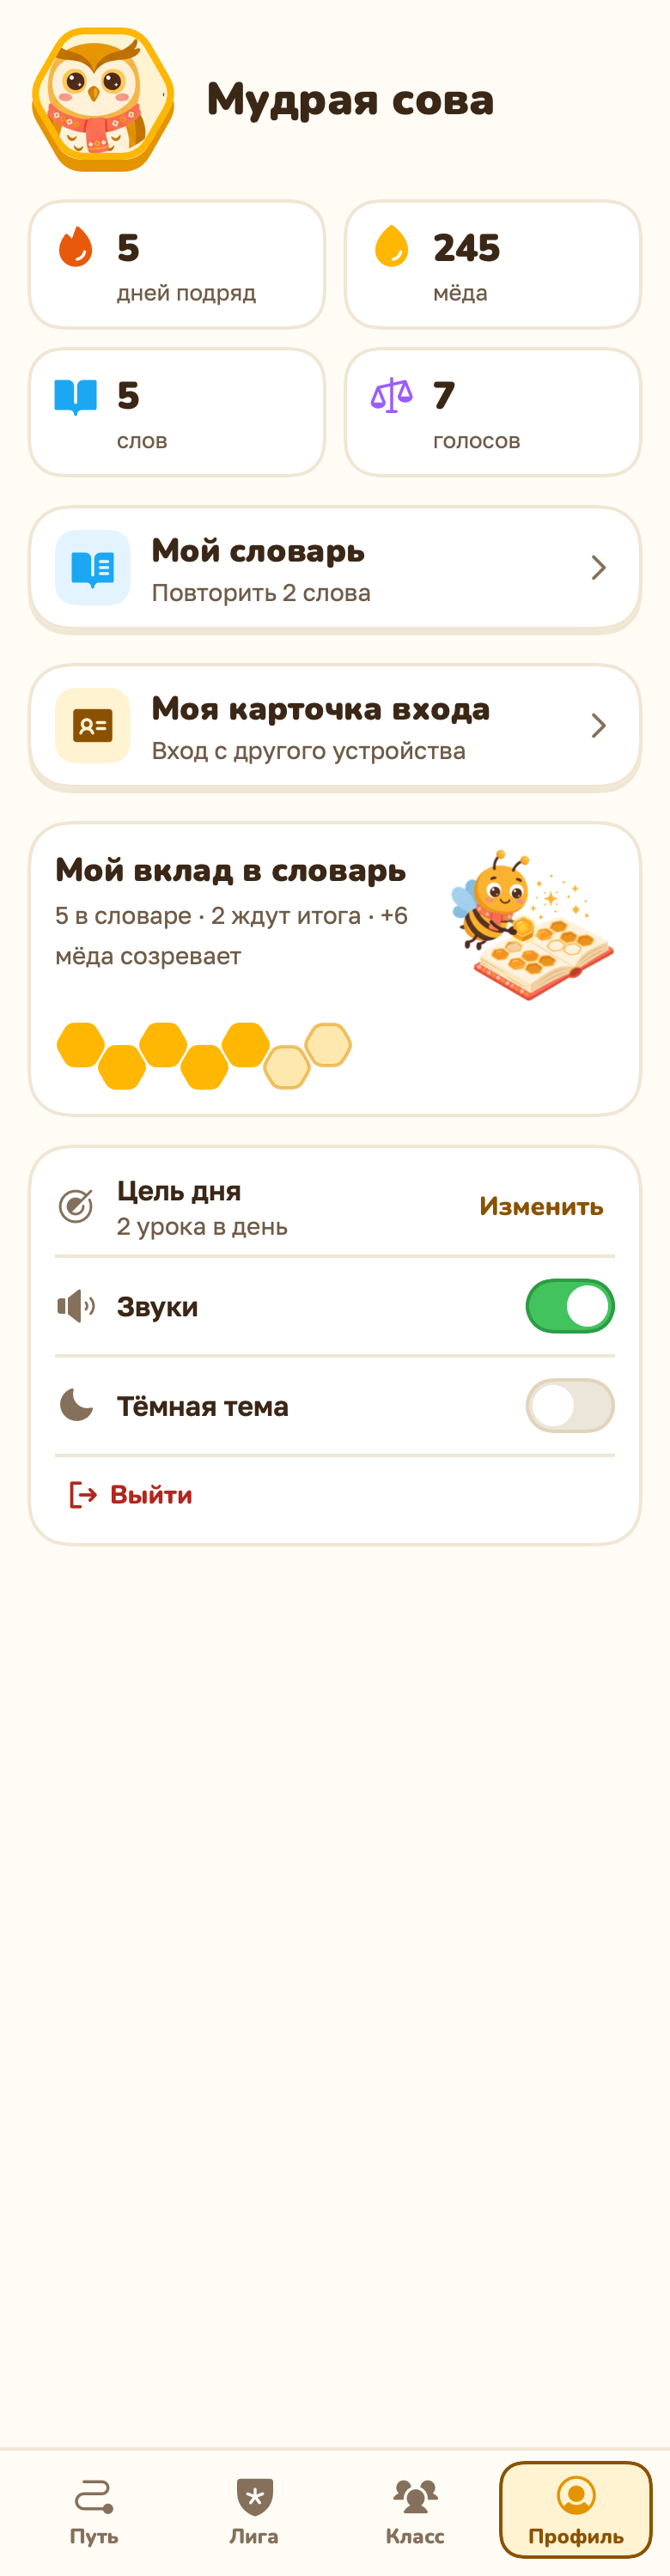 Мудрая сова
5
дней подряд
245
мёда
5
слов
7
голосов
Мой словарь
Повторить 2 слова
Моя карточка входа
Вход с другого устройства
Мой вклад в словарь
5 в словаре · 2 ждут итога · +6
мёда созревает
Цель дня
2 урока в день
Изменить
Звуки
Тёмная тема
Выйти
Путь
Лига
Класс
Профиль